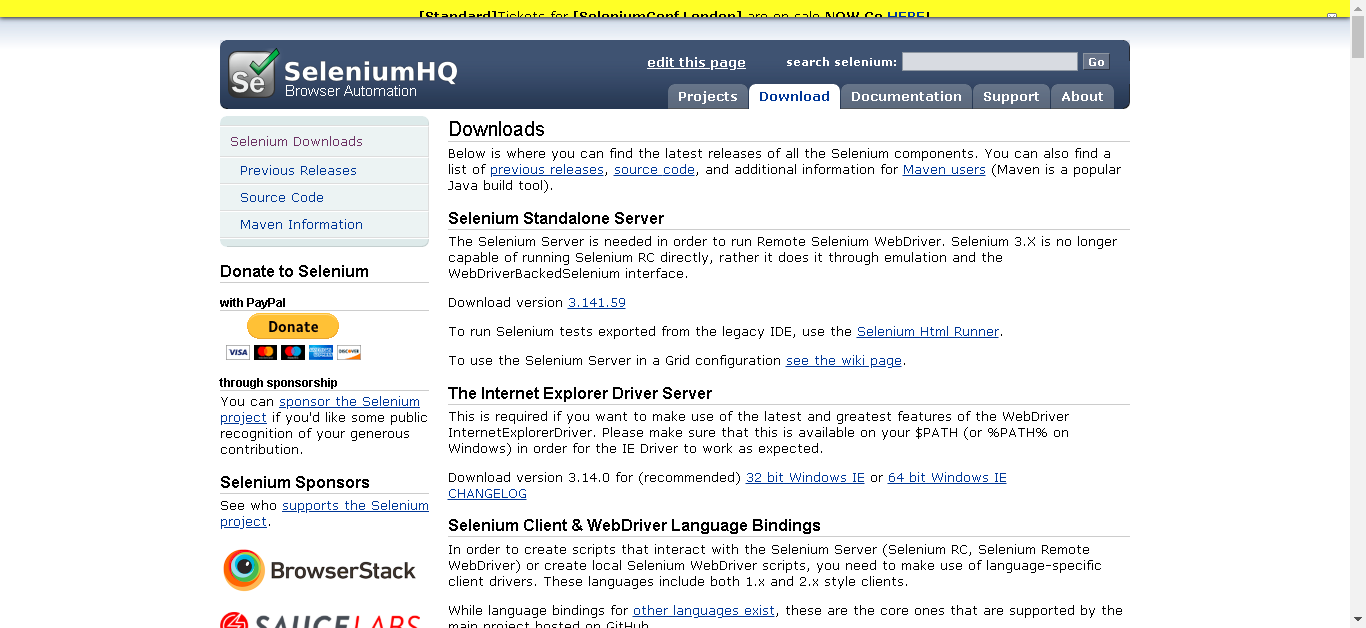 [Standard]Tickets for [SeleniumConf London] are on sale NOW Go HERE!
Se
SeleniumHQ
Browser Automation
edit this page
search selenium:
Go
Projects
Download
Documentation
Support
About
Selenium Downloads
Previous Releases
Source Code
Maven Information
Donate to Selenium
with PayPal
Donate
VISA
DISCOVER
through sponsorship
You can sponsor the Selenium
project if you'd like some public
recognition of your generous
contribution.
Selenium Sponsors
See who supports the Selenium
project.
BrowserStack
SAUCELABS
Downloads
Below is where you can find the latest releases of all the Selenium components. You can also find a
list of previous releases, source code, and additional information for Maven users (Maven is a popular
Java build tool).
Selenium Standalone Server
The Selenium Server is needed in order to run Remote Selenium WebDriver. Selenium 3.X is no longer
capable of running Selenium RC directly, rather it does it through emulation and the
WebDriverBackedSelenium interface.
Download version 3.141.59
To run Selenium tests exported from the legacy IDE, use the Selenium Html Runner.
To use the Selenium Server in a Grid configuration see the wiki page.
The Internet Explorer Driver Server
This is required if you want to make use of the latest and greatest features of the WebDriver
InternetExplorerDriver. Please make sure that this is available on your $PATH (or %PATH% on
Windows) in order for the IE Driver to work as expected.
Download version 3.14.0 for (recommended) 32 bit Windows IE or 64 bit Windows IE
CHANGELOG
Selenium Client & WebDriver Language Bindings
In order to create scripts that interact with the Selenium Server (Selenium RC, Selenium Remote
WebDriver) or create local Selenium WebDriver scripts, you need to make use of language-specific
client drivers. These languages include both 1.x and 2.x style clients.
While language bindings for other languages exist, these are the core ones that are supported by the
main project hosted on GitHub